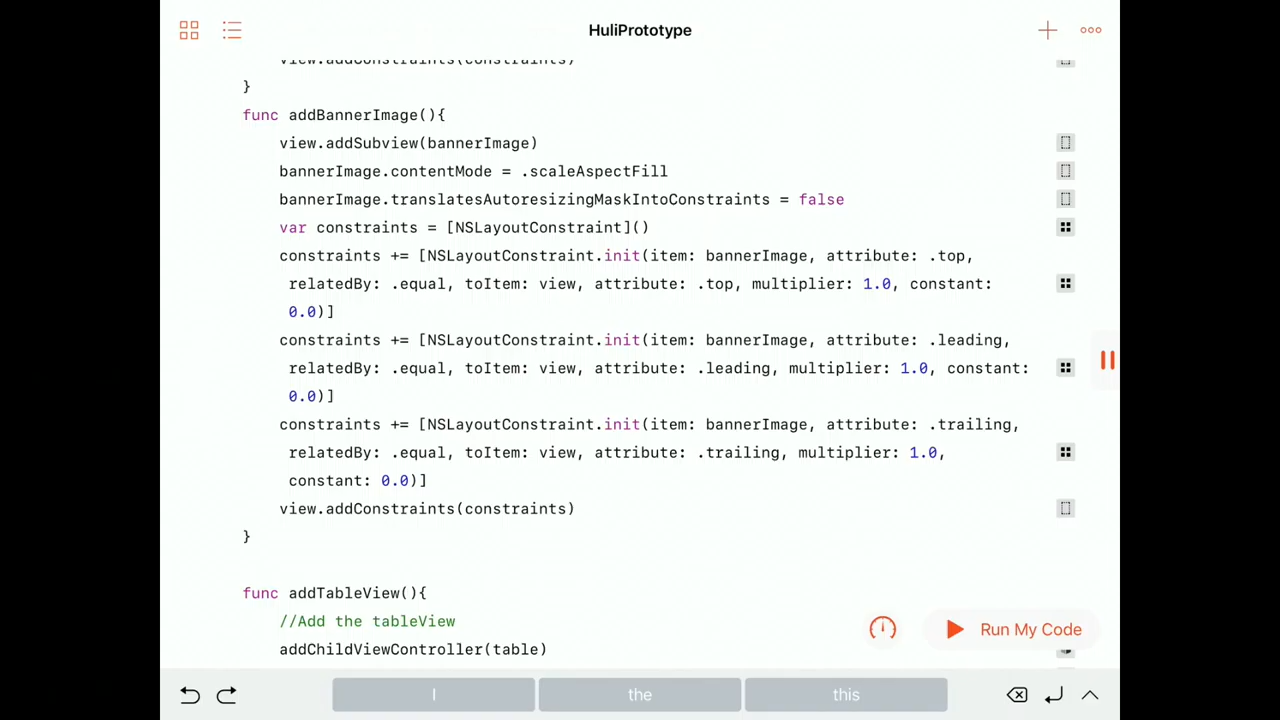 HuliPrototype
view.addConstraints(constraints)
}
func addBannerImage(){
view.addSubview(bannerImage)
bannerImage.contentMode = .scaleAspectFill
bannerImage.translatesAutoresizingMaskIntoConstraints = false
var constraints = [NSLayoutConstraint]()
constraints += [NSLayoutConstraint.init(item: bannerImage, attribute: .top,
relatedBy: .equal, toItem: view, attribute: .top, multiplier: 1.0, constant:
0.0)]
constraints += [NSLayoutConstraint.init(item: bannerImage, attribute: .leading,
relatedBy: .equal, toItem: view, attribute: .leading, multiplier: 1.0, constant:
0.0)]
constraints += [NSLayoutConstraint.init(item: bannerImage, attribute: .trailing,
relatedBy: .equal, toItem: view, attribute: .trailing, multiplier: 1.0,
constant: 0.0)]
view.addConstraints(constraints)
}
func addTableView(){
//Add the tableView
addChildViewController(table)
Run My Code
I the this